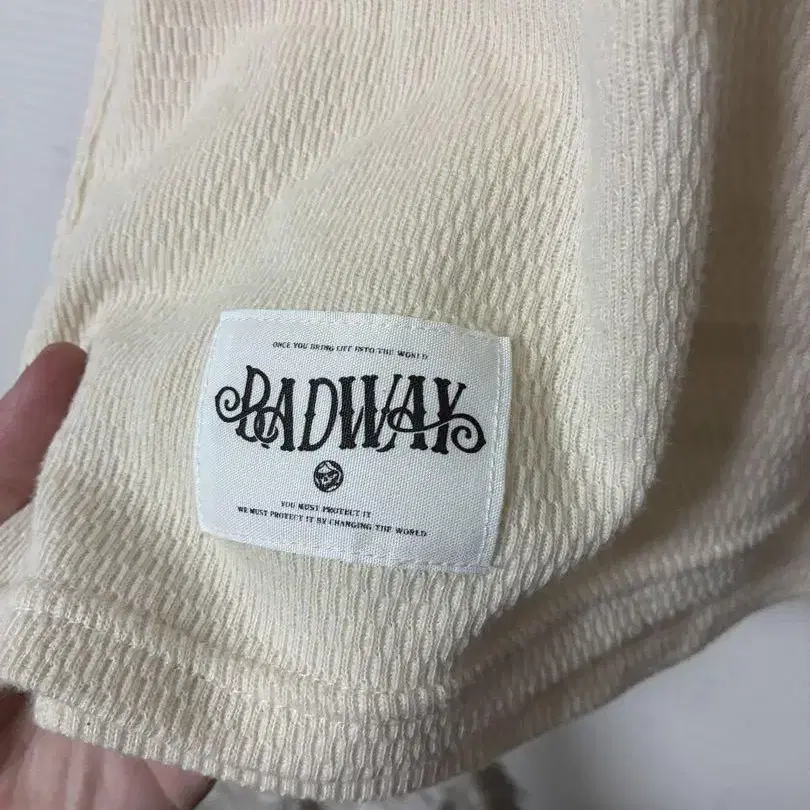 ONCE YOU BRING LIFE INTO THE WORLD
BADWAY
YOU MUST PROTECT IT
WE MUST PROTECT IT BY CHANGING THE WORLD